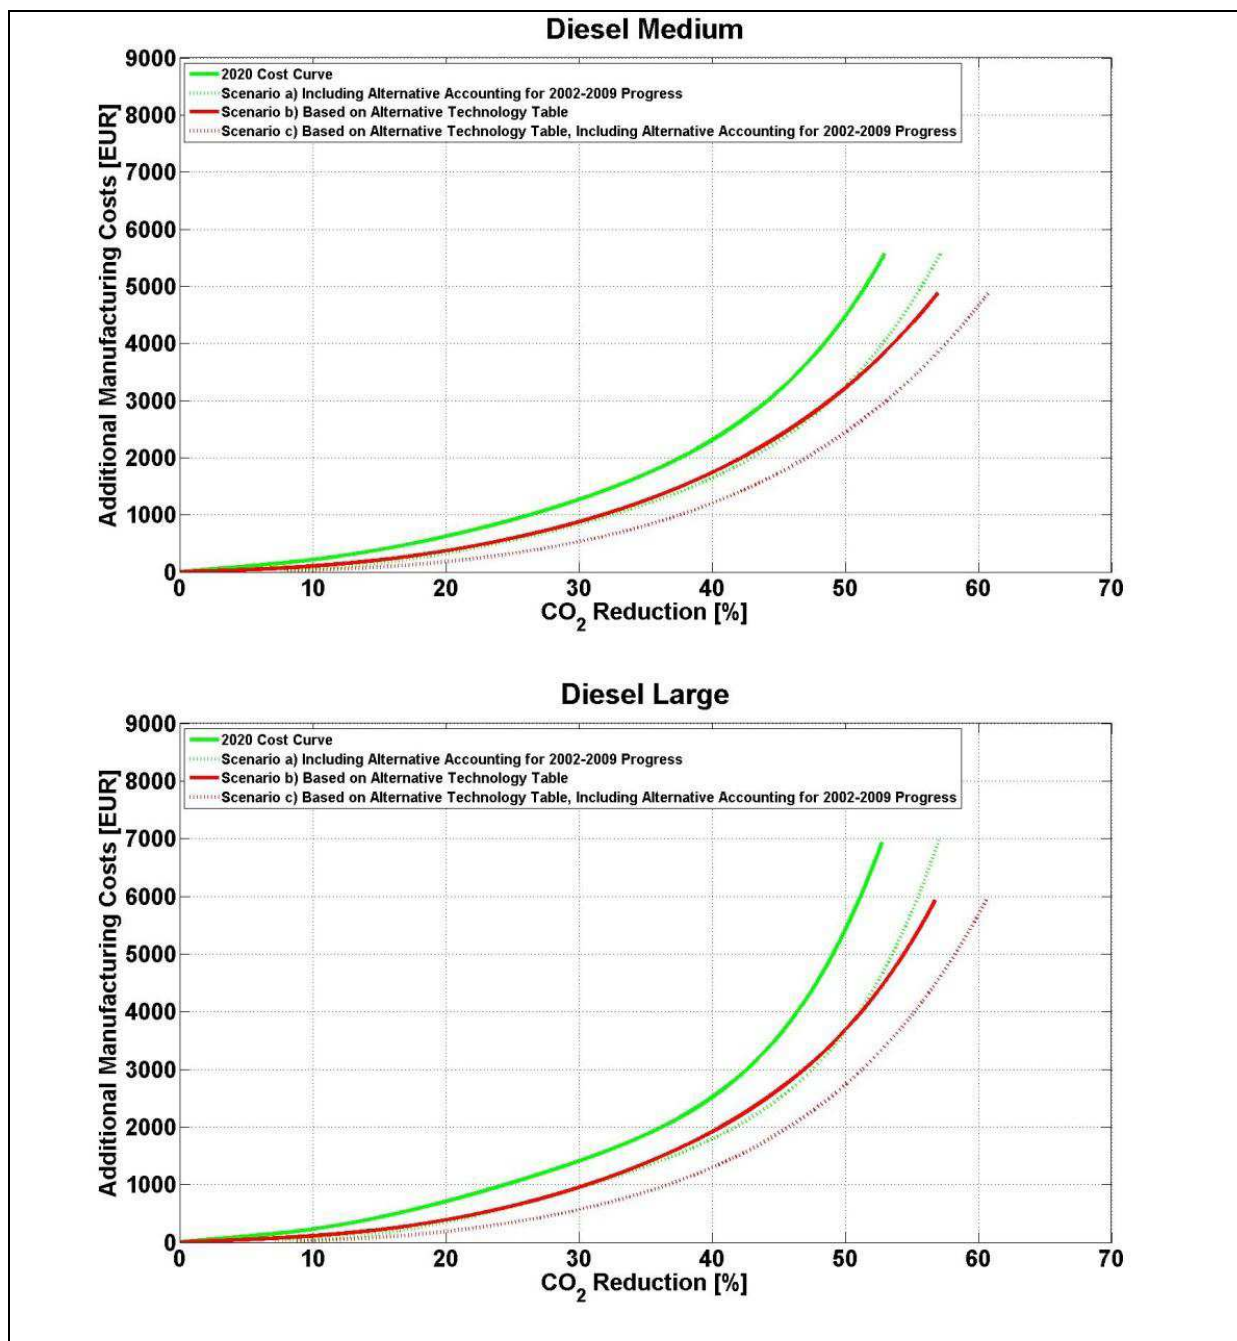 Diesel Medium
9000
8000
7000
6000
5000
4000
3000
2000
1000
0
Additional Manufacturing Costs [EUR]
2020 Cost Curve
Scenario a) Including Alternative Accounting for 2002-2009 Progress
Scenario b) Based on Alternative Technology Table
Scenario c) Based on Alternative Technology Table, Including Alternative Accounting for 2002-2009 Progress
0 10 20 30 40 50 60 70
CO2 Reduction [%]
Diesel Large
9000
8000
7000
6000
5000
4000
3000
2000
1000
0
Additional Manufacturing Costs [EUR]
2020 Cost Curve
Scenario a) Including Alternative Accounting for 2002-2009 Progress
Scenario b) Based on Alternative Technology Table
Scenario c) Based on Alternative Technology Table, Including Alternative Accounting for 2002-2009 Progress
0 10 20 30 40 50 60 70
CO2 Reduction [%]